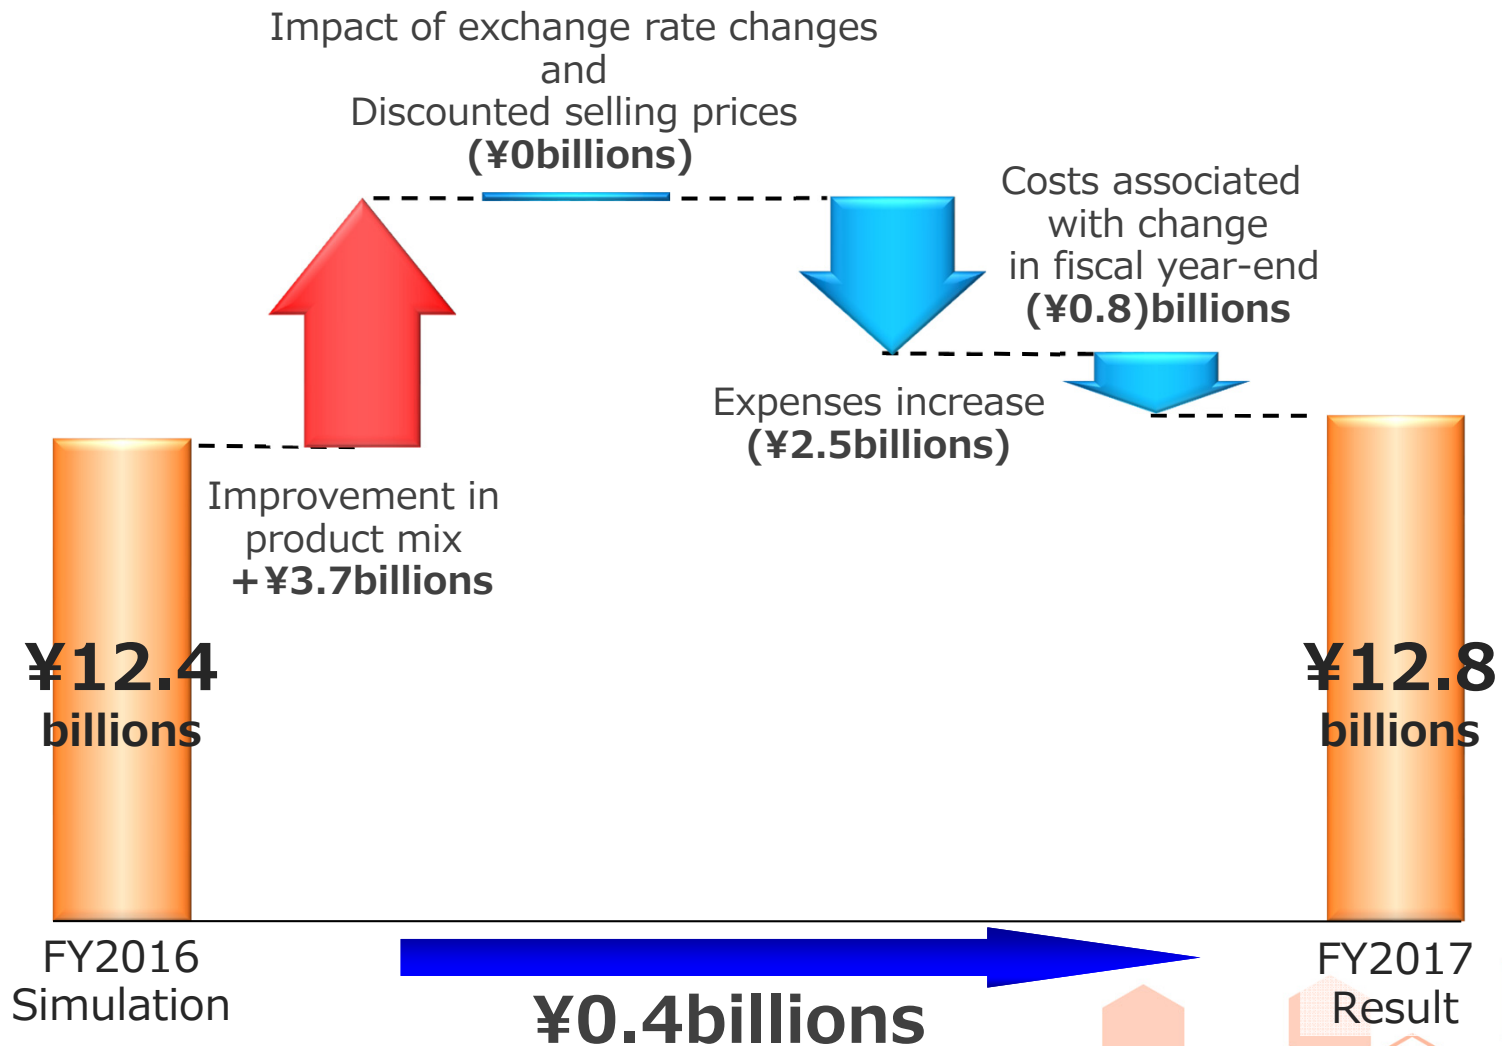 Impact of exchange rate changes
and
Discounted selling prices
(¥0billions)
Costs associated
with change
in fiscal year-end
(¥0.8)billions
Expenses increase
(¥2.5billions)
Improvement in
product mix
+¥3.7billions
¥12.4
billions
¥12.8
billions
FY2016
Simulation
FY2017
Result
¥0.4billions